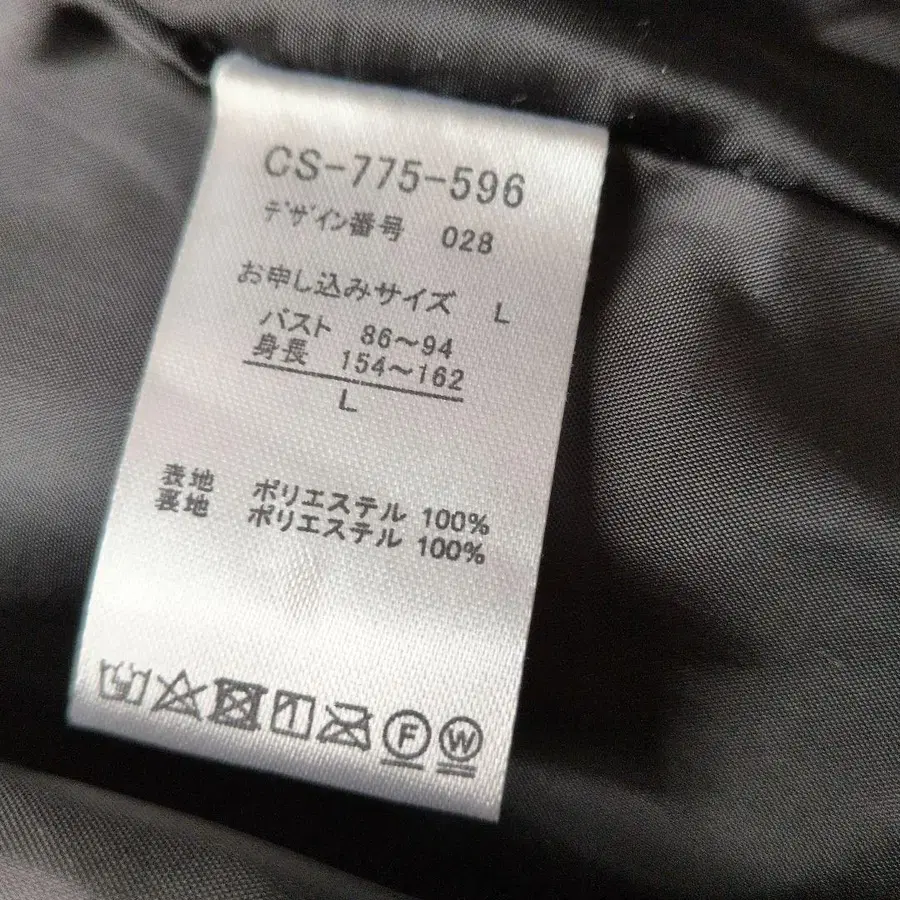 CS-775-596
ﾃﾞｻﾞｲﾝ番号 028
お申し込みサイズ L
バスト 86～94
身長 154～162
L
表地 ポリエステル 100%
裏地 ポリエステル 100%
F W